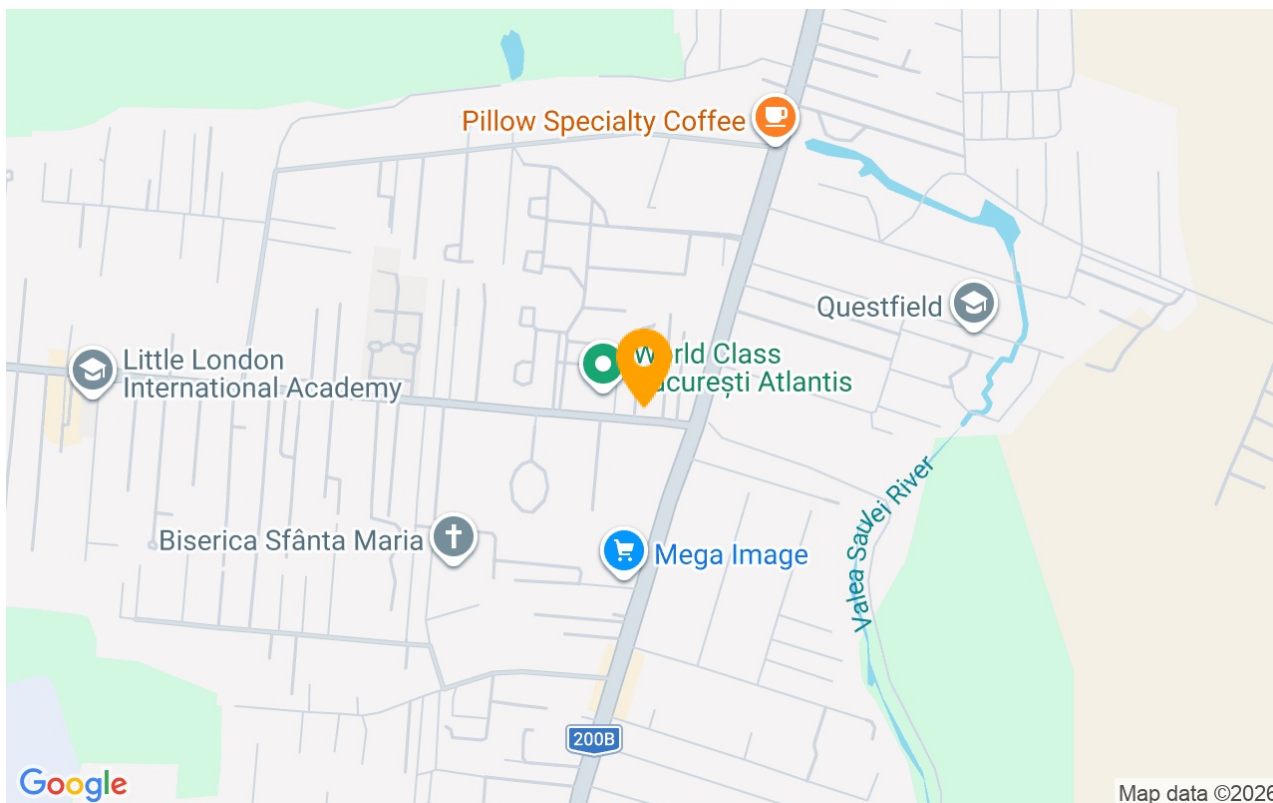 Pillow Specialty Coffee
Questfield
World Class
București Atlantis
Little London
International Academy
Biserica Sfânta Maria
Mega Image
Valea Saulei River
200B
Google
Map data ©2026